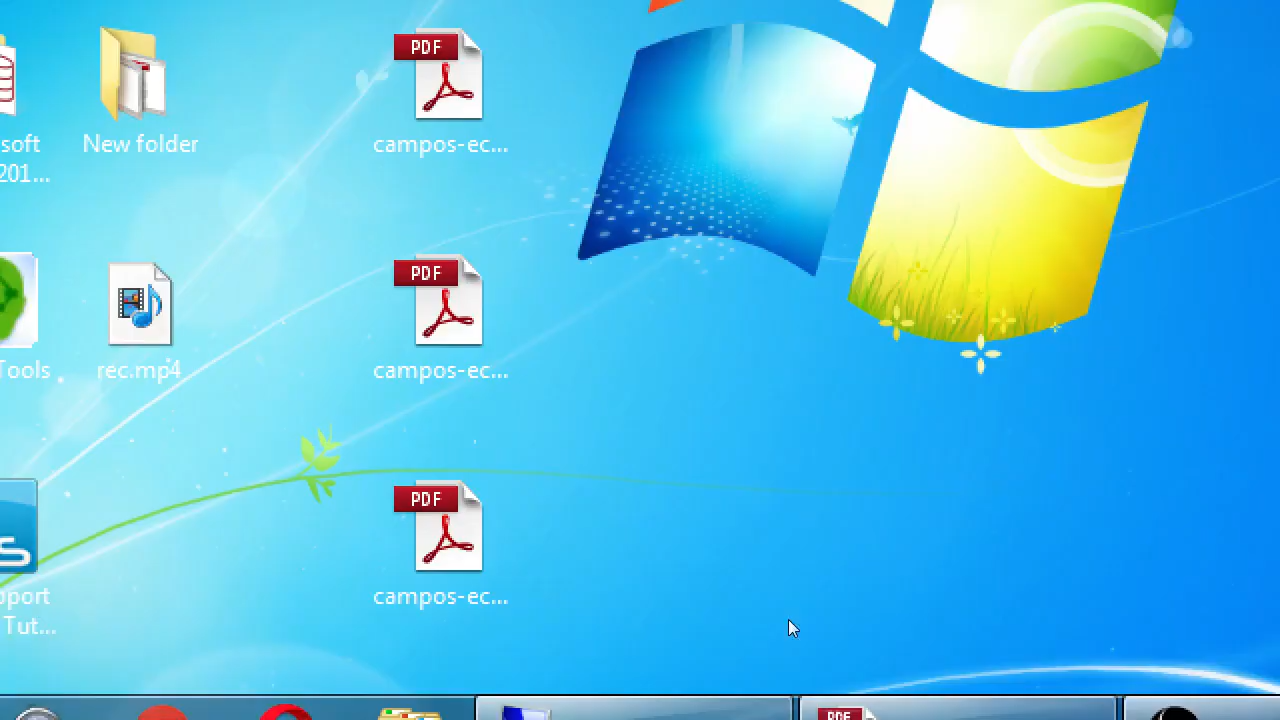 PDF
PDF
PDF
soft
201...
New folder
campos-ec...
Tools
rec.mp4
campos-ec...
port
Tut...
campos-ec...
PDF